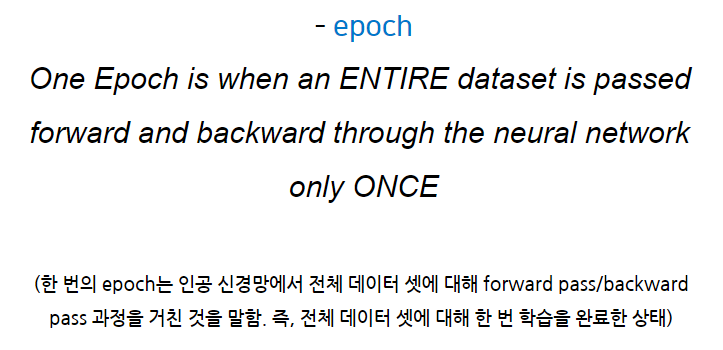 - epoch
One Epoch is when an ENTIRE dataset is passed
forward and backward through the neural network
only ONCE
(한 번의 epoch는 인공 신경망에서 전체 데이터 셋에 대해 forward pass/backward
pass 과정을 거친 것을 말함. 즉, 전체 데이터 셋에 대해 한 번 학습을 완료한 상태)